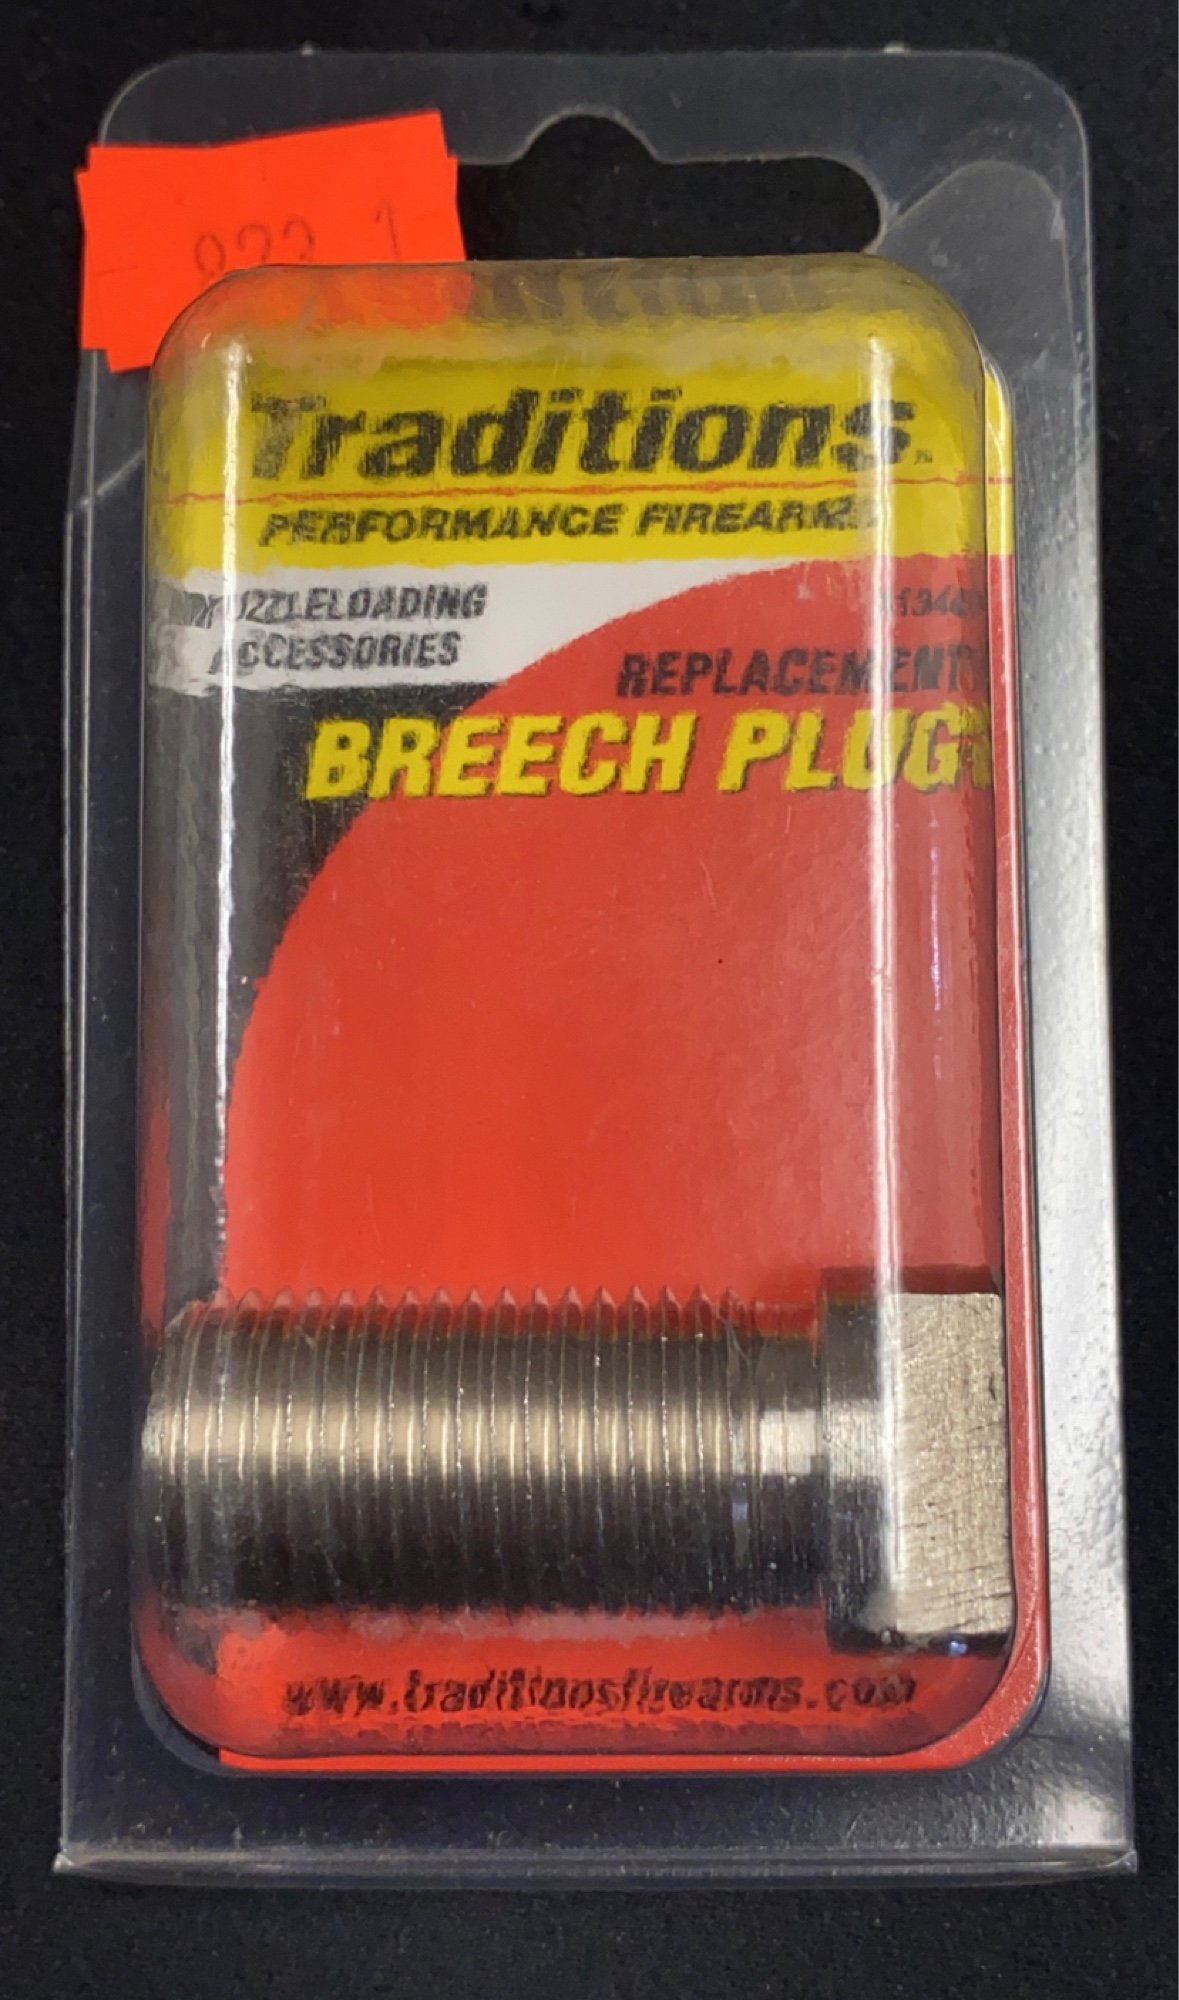 Traditions
PERFORMANCE FIREARMS
MUZZLELOADING
ACCESSORIES
REPLACEMENT
BREECH PLUG
www.traditionsfirearms.com